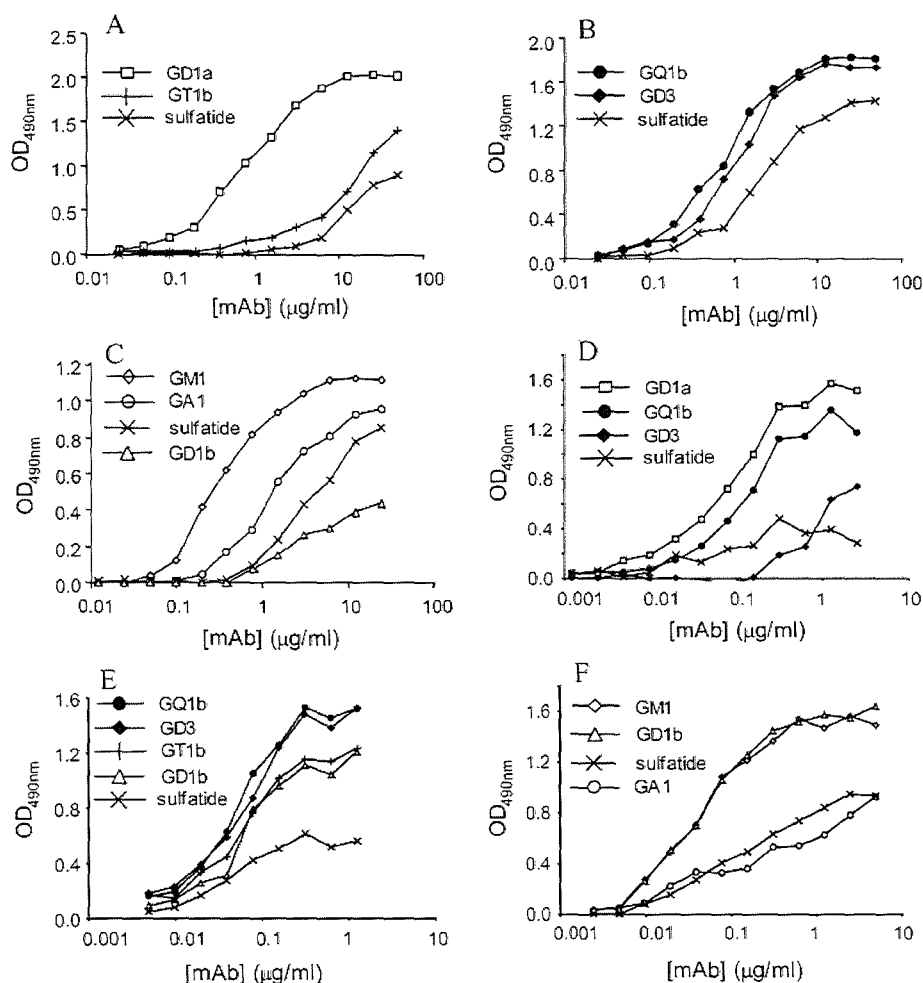 A
2.5
2.0
1.5
1.0
0.5
0.0
OD490nm
GD1a
GT1b
sulfatide
0.01
0.1
1
10
100
[mAb] (µg/ml)
B
2.0
1.6
1.2
0.8
0.4
0.0
OD490nm
GQ1b
GD3
sulfatide
0.01
0.1
1
10
100
[mAb] (µg/ml)
C
1.2
1.0
0.8
0.6
0.4
0.2
0.0
OD490nm
GM1
GA1
sulfatide
GD1b
0.01
0.1
1
10
100
[mAb] (µg/ml)
D
1.6
1.2
0.8
0.4
0.0
OD490nm
GD1a
GQ1b
GD3
sulfatide
0.001
0.01
0.1
1
10
[mAb] (µg/ml)
E
1.6
1.2
0.8
0.4
0.0
OD490nm
GQ1b
GD3
GT1b
GD1b
sulfatide
0.001
0.01
0.1
1
10
[mAb] (µg/ml)
F
2.0
1.6
1.2
0.8
0.4
0.0
OD490nm
GM1
GD1b
sulfatide
GA1
0.001
0.01
0.1
1
10
[mAb] (µg/ml)